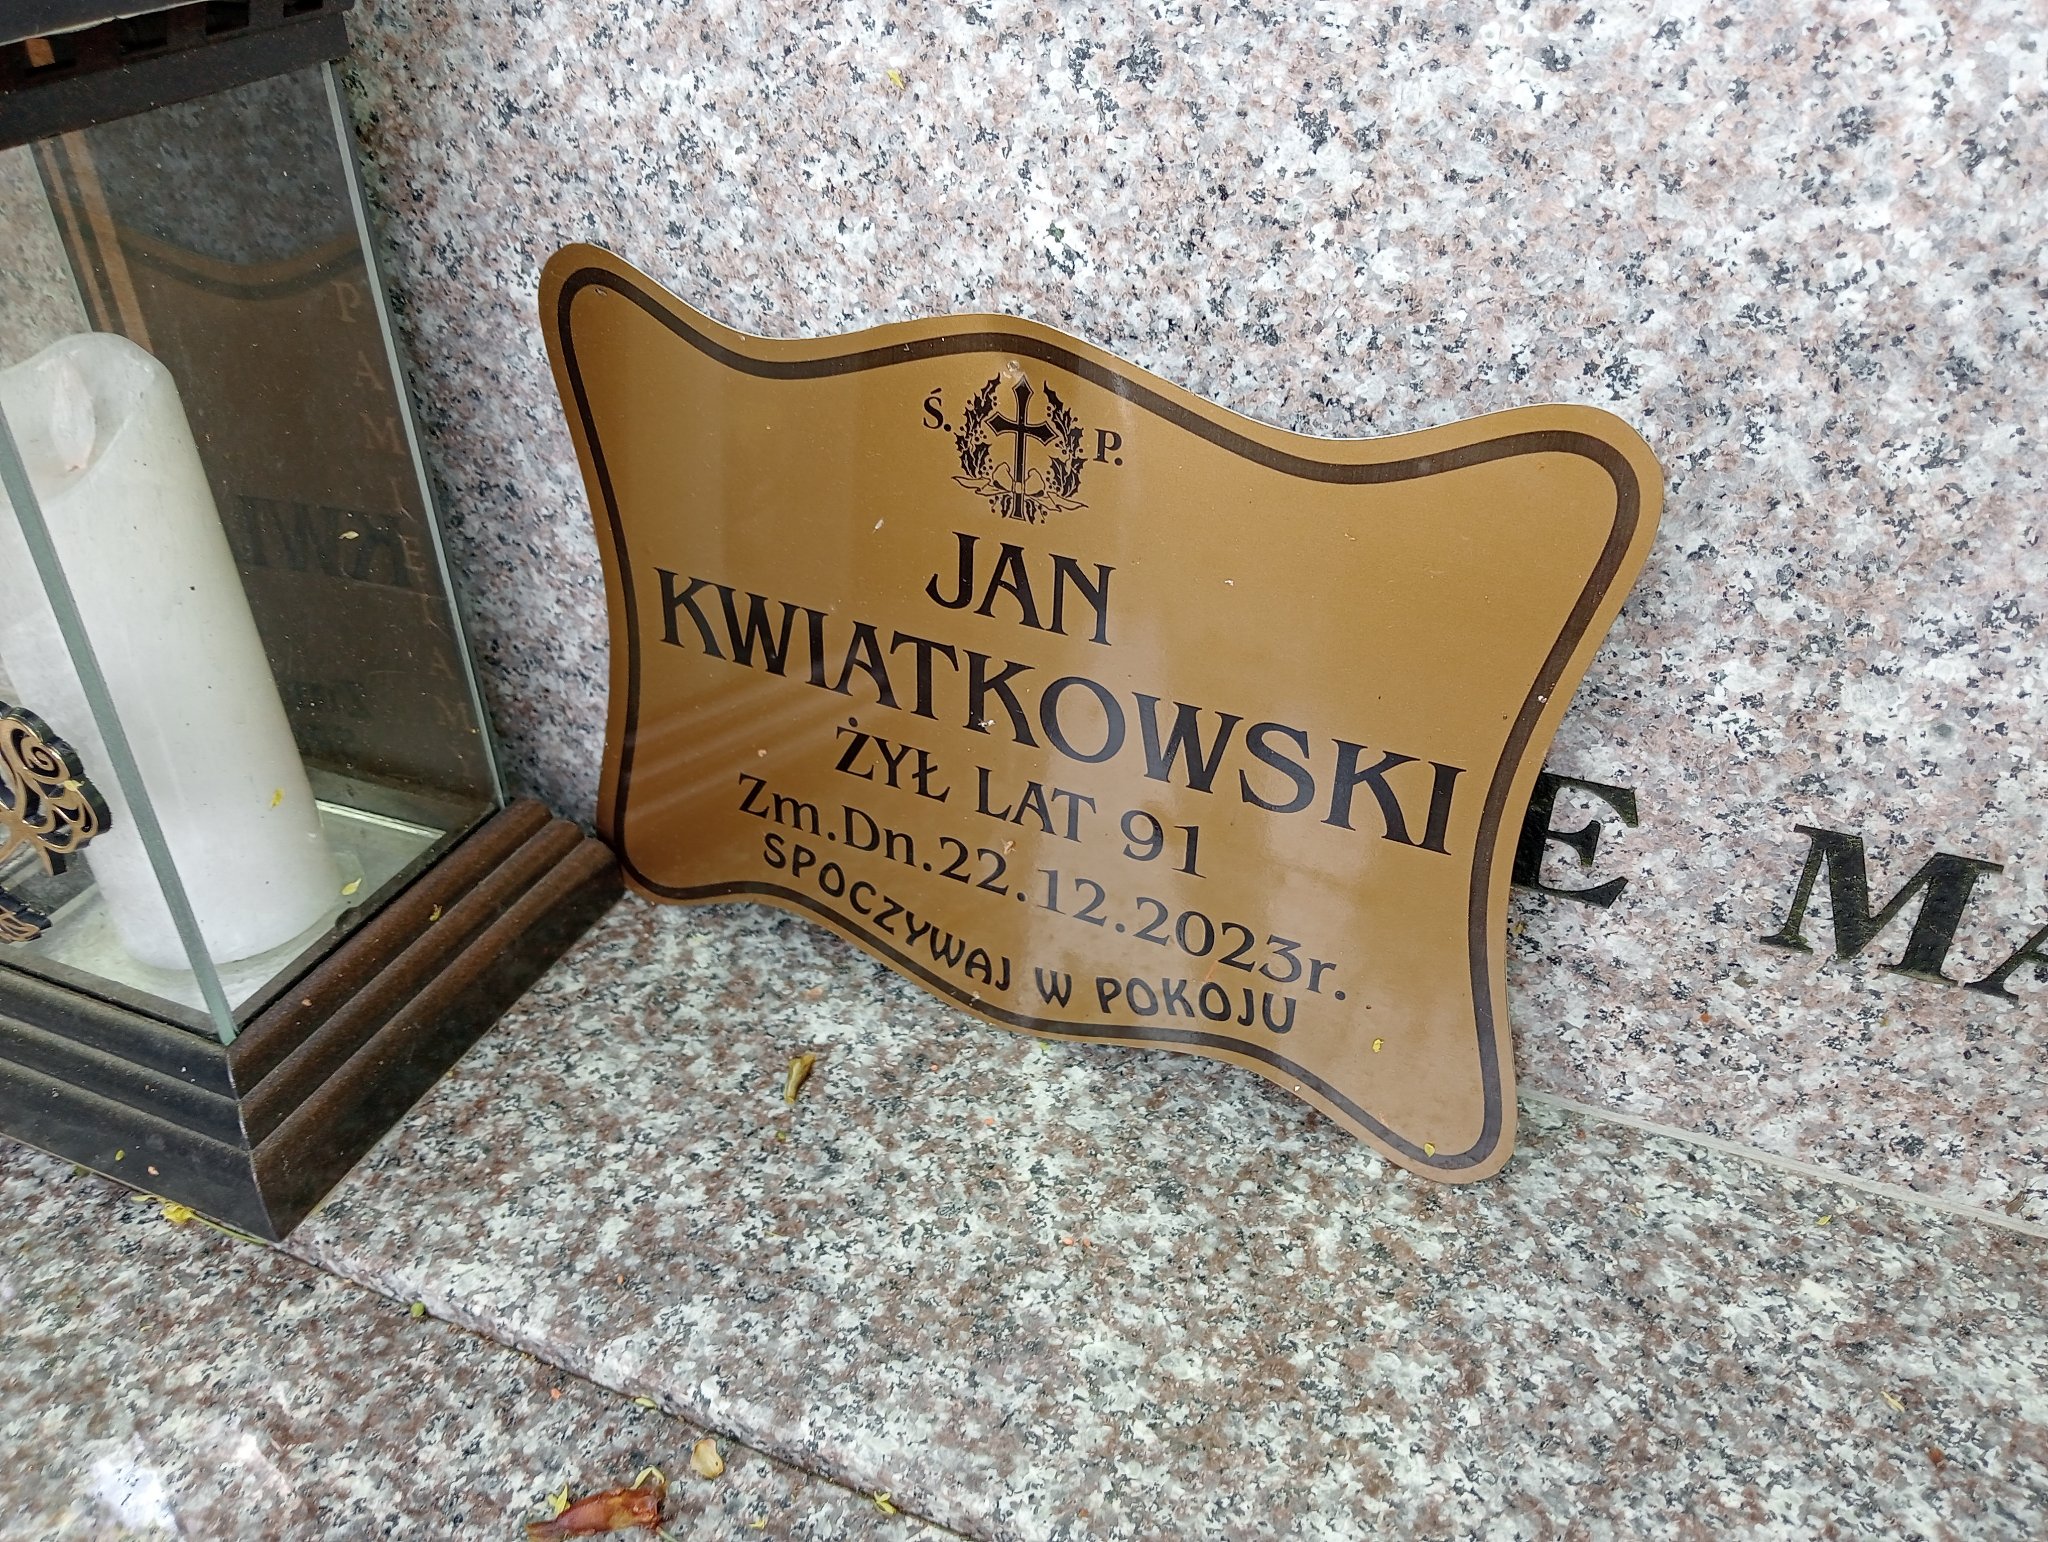 Ś. P.
JAN
KWIATKOWSKI
ŻYŁ LAT 91
Zm.Dn.22.12.2023r.
SPOCZYWAJ W POKOJU